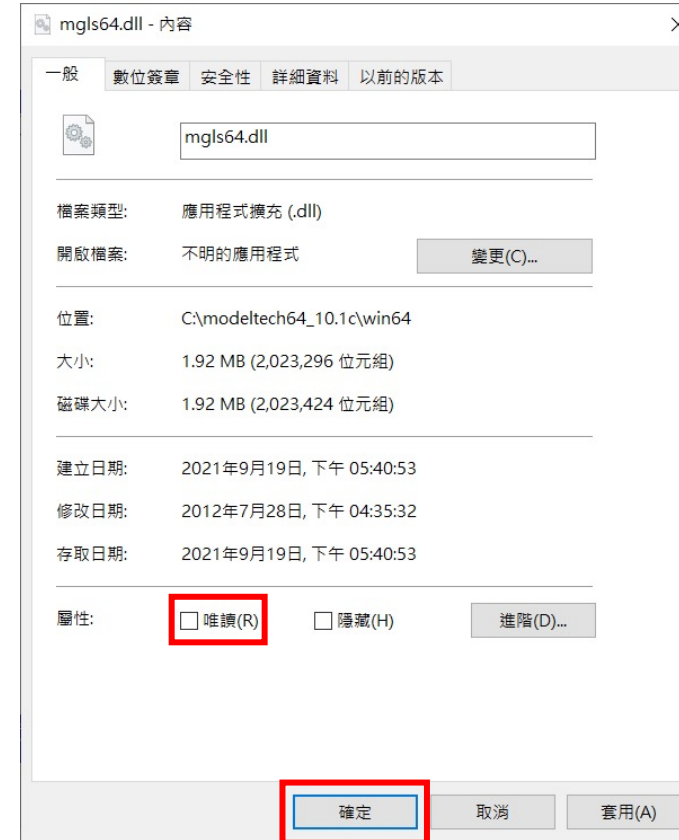 mgls64.dll - 內容
一般 數位簽章 安全性 詳細資料 以前的版本
mgls64.dll
檔案類型: 應用程式擴充 (.dll)
開啟檔案: 不明的應用程式 變更(C)...
位置: C:\modeltech64_10.1c\win64
大小: 1.92 MB (2,023,296 位元組)
磁碟大小: 1.92 MB (2,023,424 位元組)
建立日期: 2021年9月19日, 下午 05:40:53
修改日期: 2012年7月28日, 下午 04:35:32
存取日期: 2021年9月19日, 下午 05:40:53
屬性: 唯讀(R) 隱藏(H) 進階(D)...
確定 取消 套用(A)